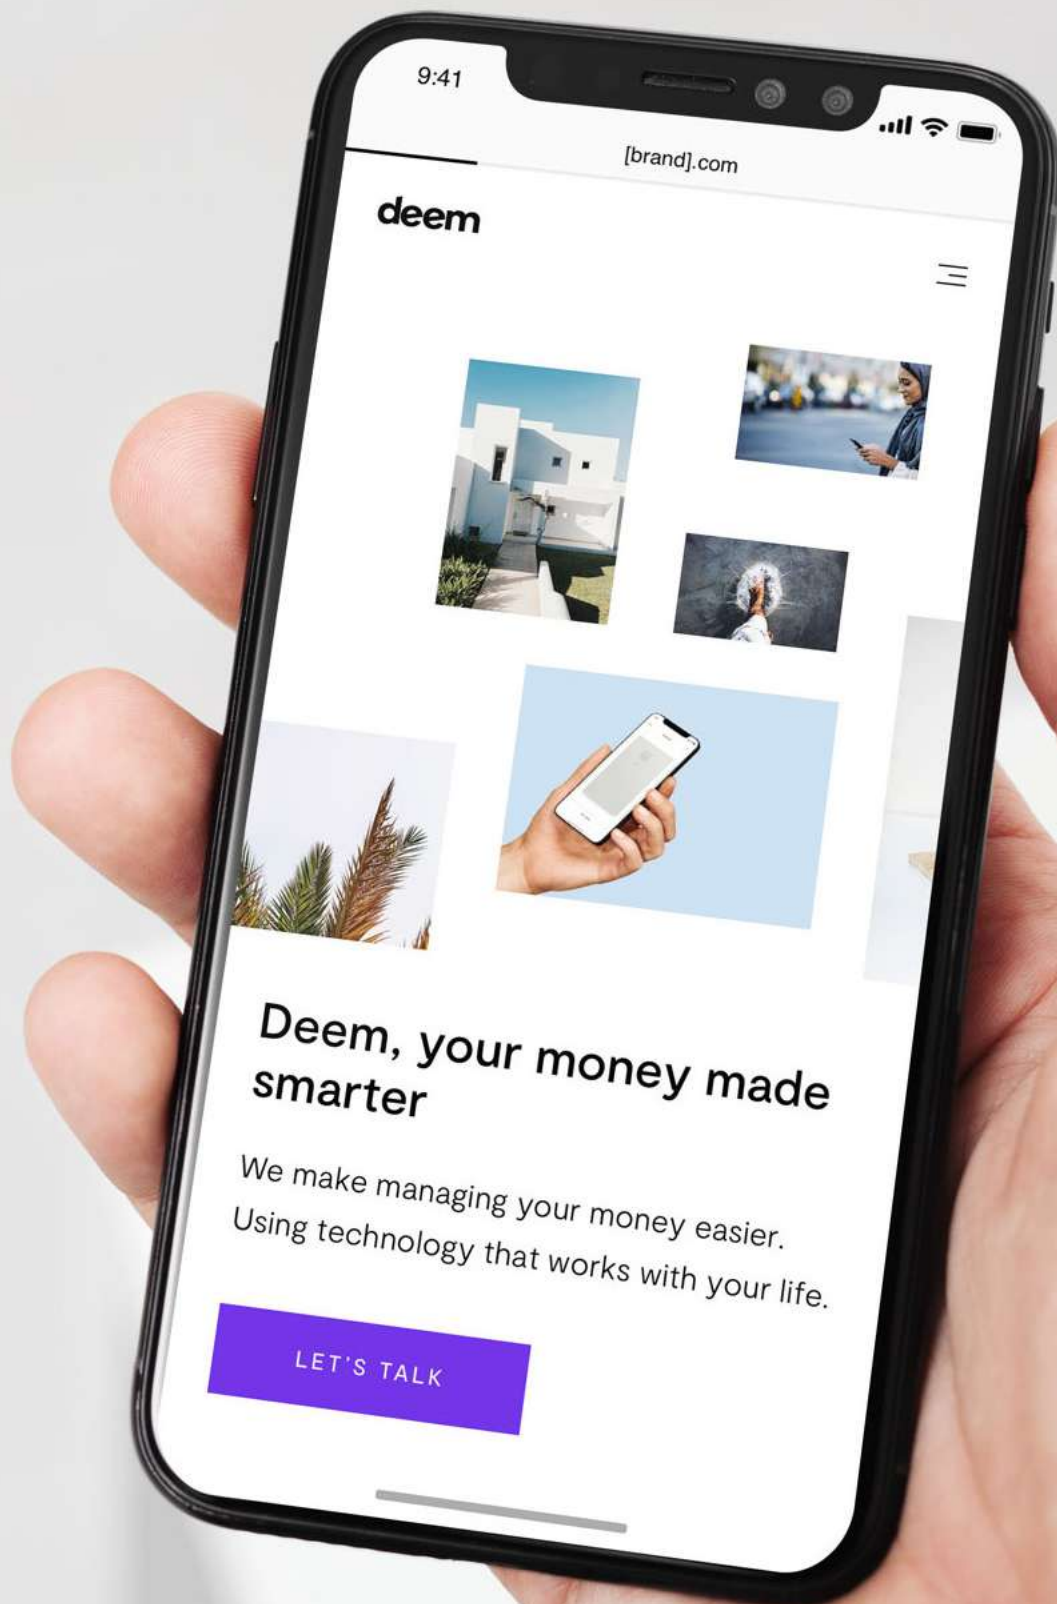 9:41
[brand].com
deem
Deem, your money made
smarter
We make managing your money easier.
Using technology that works with your life.
LET'S TALK